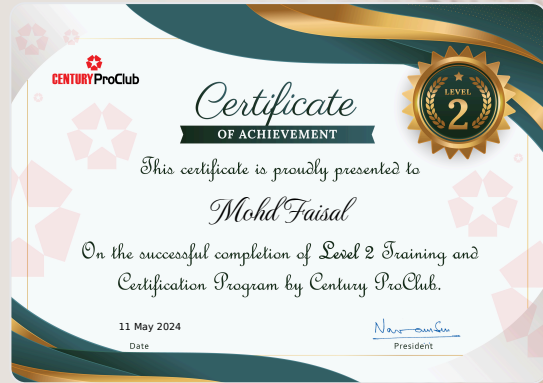 CENTURY ProClub
Certificate
OF ACHIEVEMENT
LEVEL
2
This certificate is proudly presented to
Mohd Faisal
On the successful completion of Level 2 Training and
Certification Program by Century ProClub.
11 May 2024
Date
President